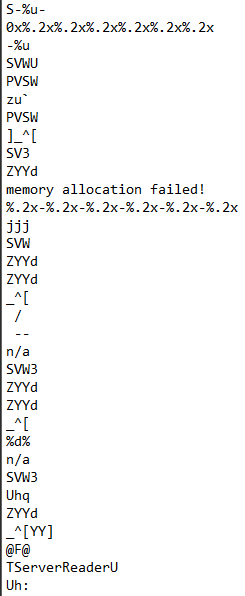 S-%u-
0x%.2x%.2x%.2x%.2x%.2x%.2x
-%u
SVWU
PVSW
zu`
PVSW
]_^[
SV3
ZYYd
memory allocation failed!
%.2x-%.2x-%.2x-%.2x-%.2x-%.2x
jjj
SVW
ZYYd
ZYYd
_^[
/
--
n/a
SVW3
ZYYd
ZYYd
_^[
%d%
n/a
SVW3
Uhq
ZYYd
_^[YY]
@F@
TServerReaderU
Uh: